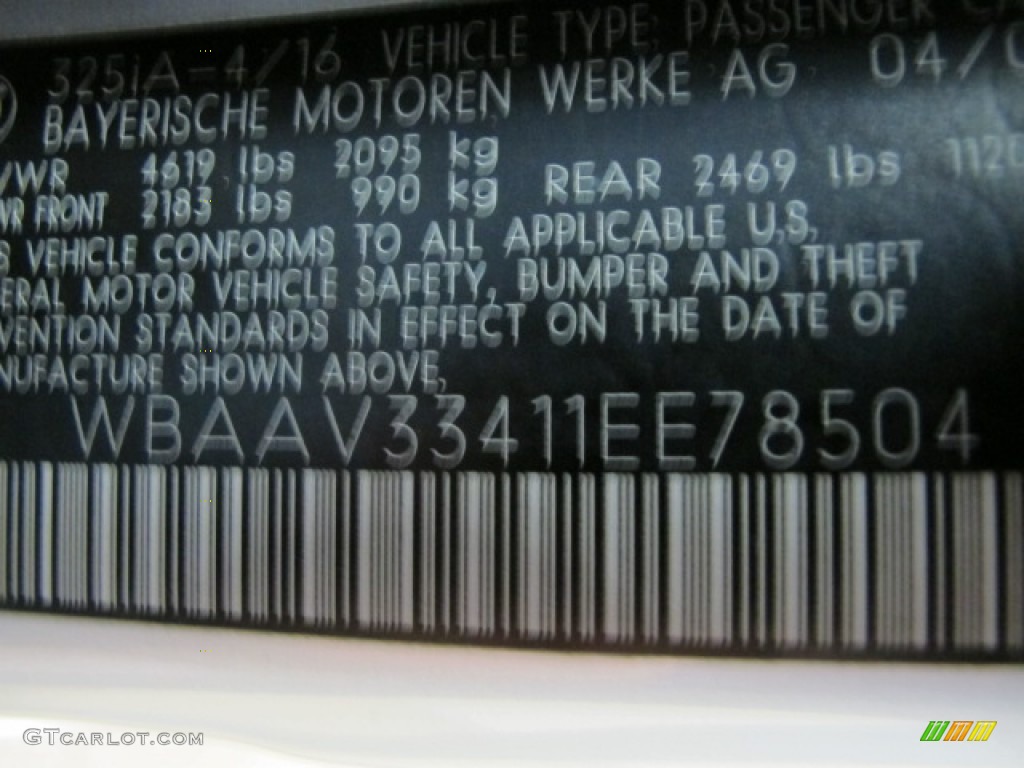 325iA-4/16 VEHICLE TYPE: PASSENGER
BAYERISCHE MOTOREN WERKE AG 04/0
VWR 4619 lbs 2095 kg
WR FRONT 2183 lbs 990 kg REAR 2469 lbs 1120
S VEHICLE CONFORMS TO ALL APPLICABLE U.S.
ERAL MOTOR VEHICLE SAFETY, BUMPER AND THEFT
VENTION STANDARDS IN EFFECT ON THE DATE OF
NUFACTURE SHOWN ABOVE,
WBAAV33411EE78504
GTCARLOT.COM